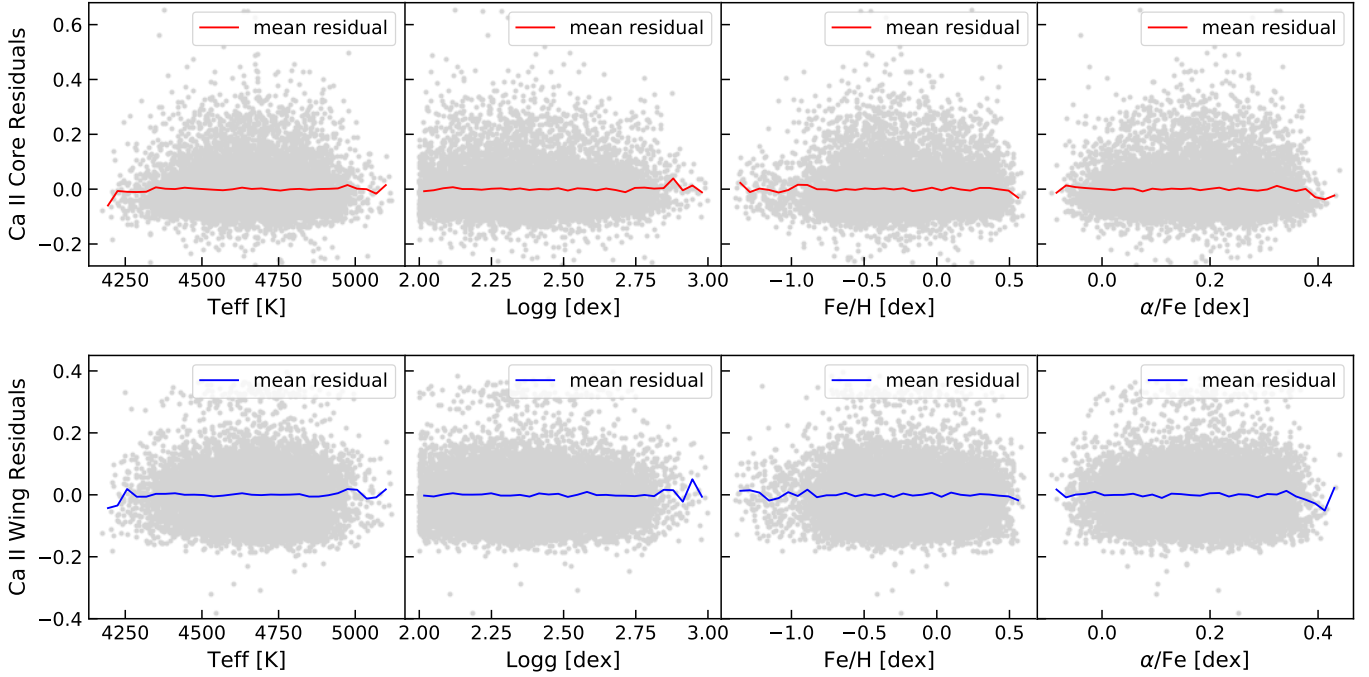 mean residual mean residual mean residual mean residual
Ca II Core Residuals
0.6
0.4
0.2
0.0
−0.2
4250 4500 4750 5000 2.00 2.25 2.50 2.75 3.00 −1.0 −0.5 0.0 0.5 0.0 0.2 0.4
Teff [K] Logg [dex] Fe/H [dex] α/Fe [dex]
mean residual mean residual mean residual mean residual
Ca II Wing Residuals
0.4
0.2
0.0
−0.2
−0.4
4250 4500 4750 5000 2.00 2.25 2.50 2.75 3.00 −1.0 −0.5 0.0 0.5 0.0 0.2 0.4
Teff [K] Logg [dex] Fe/H [dex] α/Fe [dex]